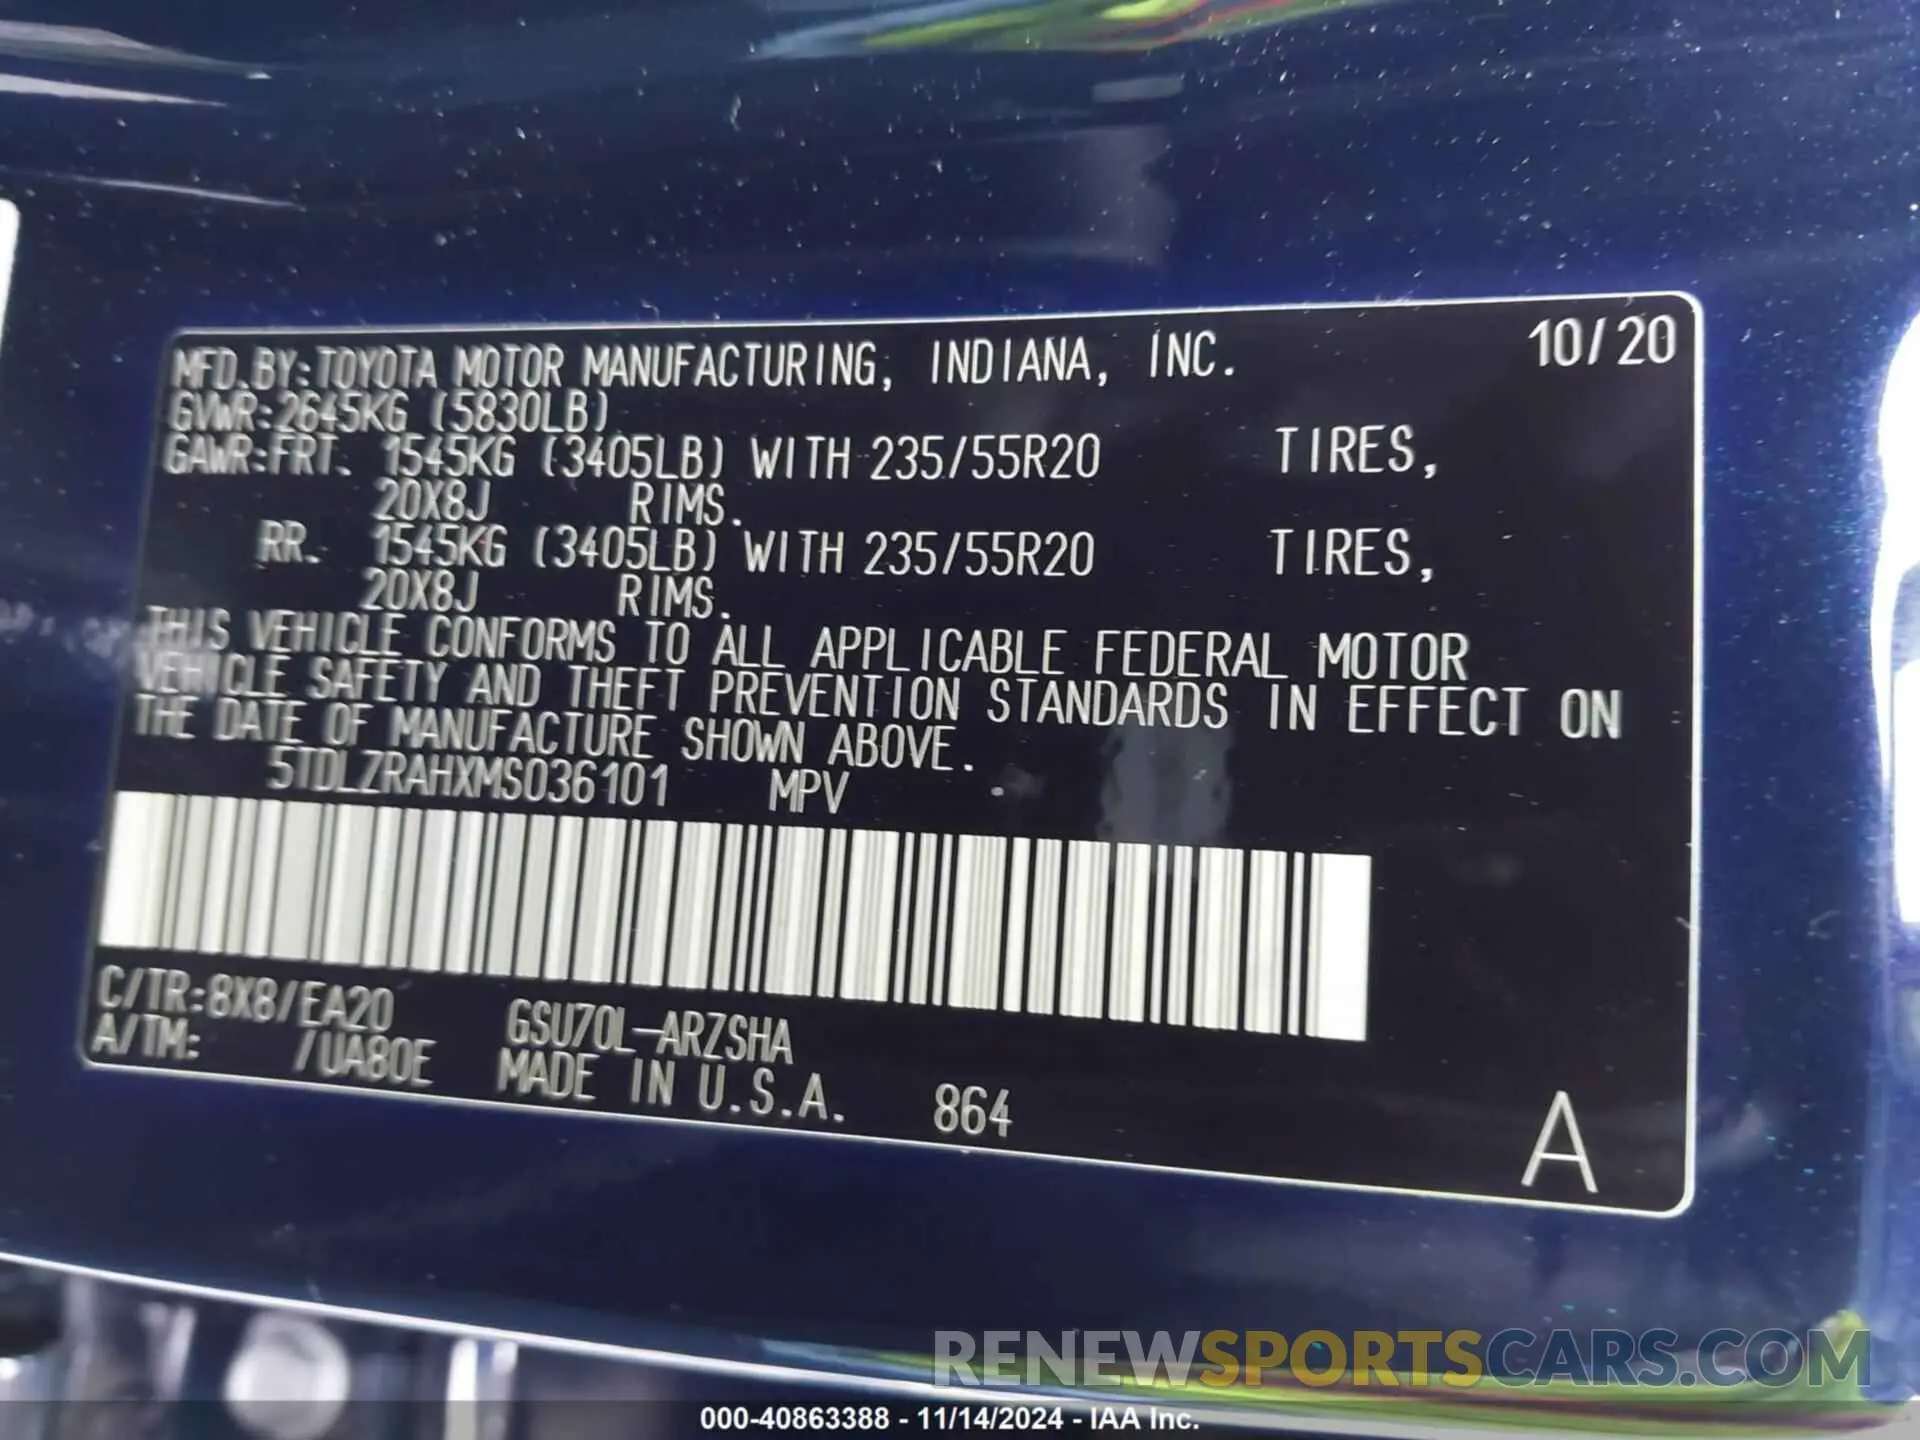 MFD.BY:TOYOTA MOTOR MANUFACTURING, INDIANA, INC. 10/20
GVWR:2645KG (5830LB)
GAWR:FRT. 1545KG (3405LB) WITH 235/55R20 TIRES,
20X8J RIMS.
RR. 1545KG (3405LB) WITH 235/55R20 TIRES,
20X8J RIMS.
THIS VEHICLE CONFORMS TO ALL APPLICABLE FEDERAL MOTOR
VEHICLE SAFETY AND THEFT PREVENTION STANDARDS IN EFFECT ON
THE DATE OF MANUFACTURE SHOWN ABOVE.
5TDLZRAHXMS036101 MPV
C/TR:8X8/EA20 GSU70L-ARZSHA
A/TM: /UA80E MADE IN U.S.A. 864
A
RENEWSPORTSCARS.COM
000-40863388 - 11/14/2024 - IAA Inc.